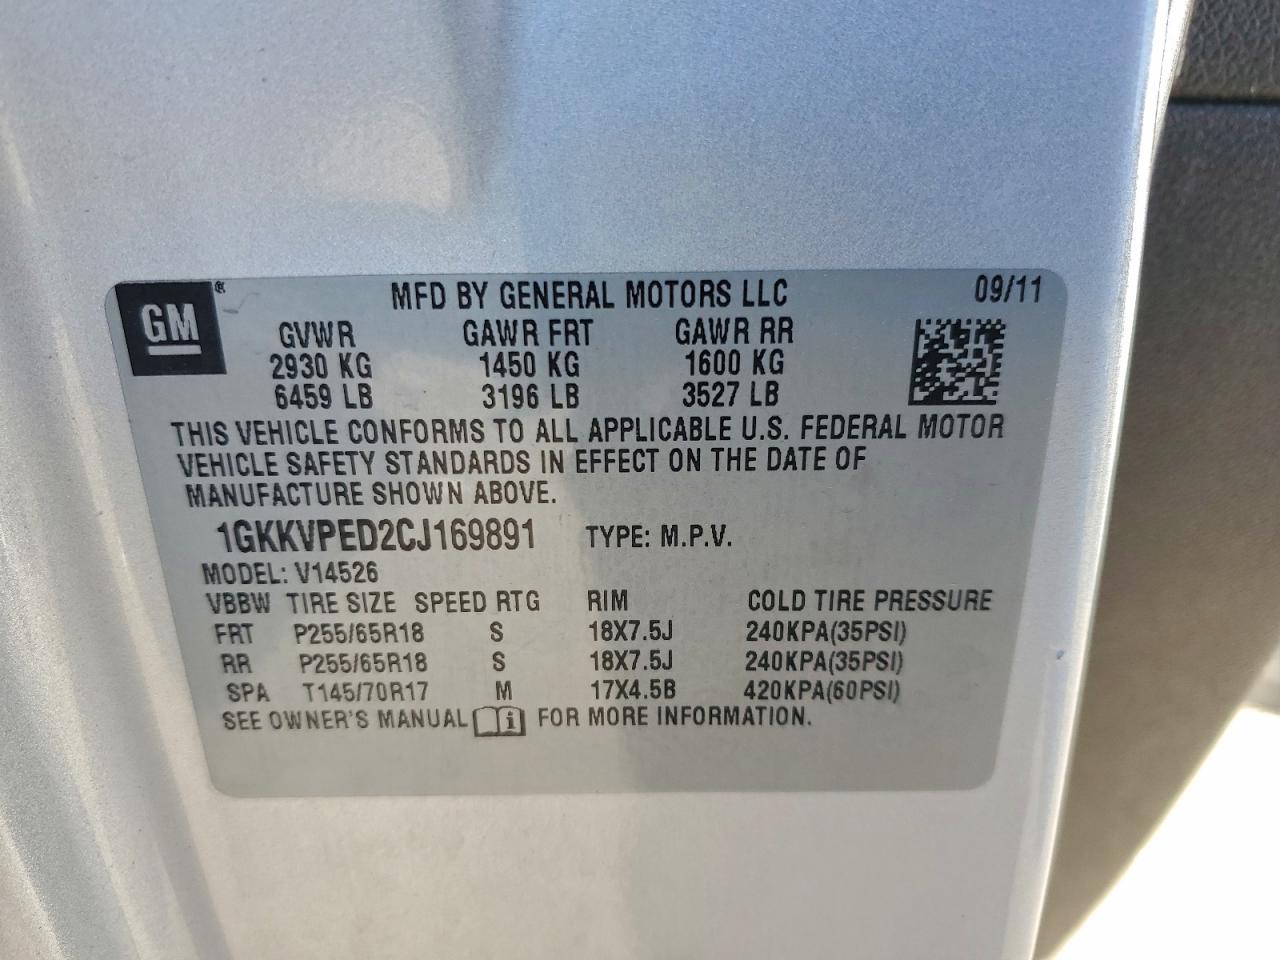 GM® MFD BY GENERAL MOTORS LLC 09/11
GVWR GAWR FRT GAWR RR
2930 KG 1450 KG 1600 KG
6459 LB 3196 LB 3527 LB
THIS VEHICLE CONFORMS TO ALL APPLICABLE U.S. FEDERAL MOTOR
VEHICLE SAFETY STANDARDS IN EFFECT ON THE DATE OF
MANUFACTURE SHOWN ABOVE.
1GKKVPED2CJ169891 TYPE: M.P.V.
MODEL: V14526
VBBW TIRE SIZE SPEED RTG RIM COLD TIRE PRESSURE
FRT P255/65R18 S 18X7.5J 240KPA(35PSI)
RR P255/65R18 S 18X7.5J 240KPA(35PSI)
SPA T145/70R17 M 17X4.5B 420KPA(60PSI)
SEE OWNER'S MANUAL i FOR MORE INFORMATION.